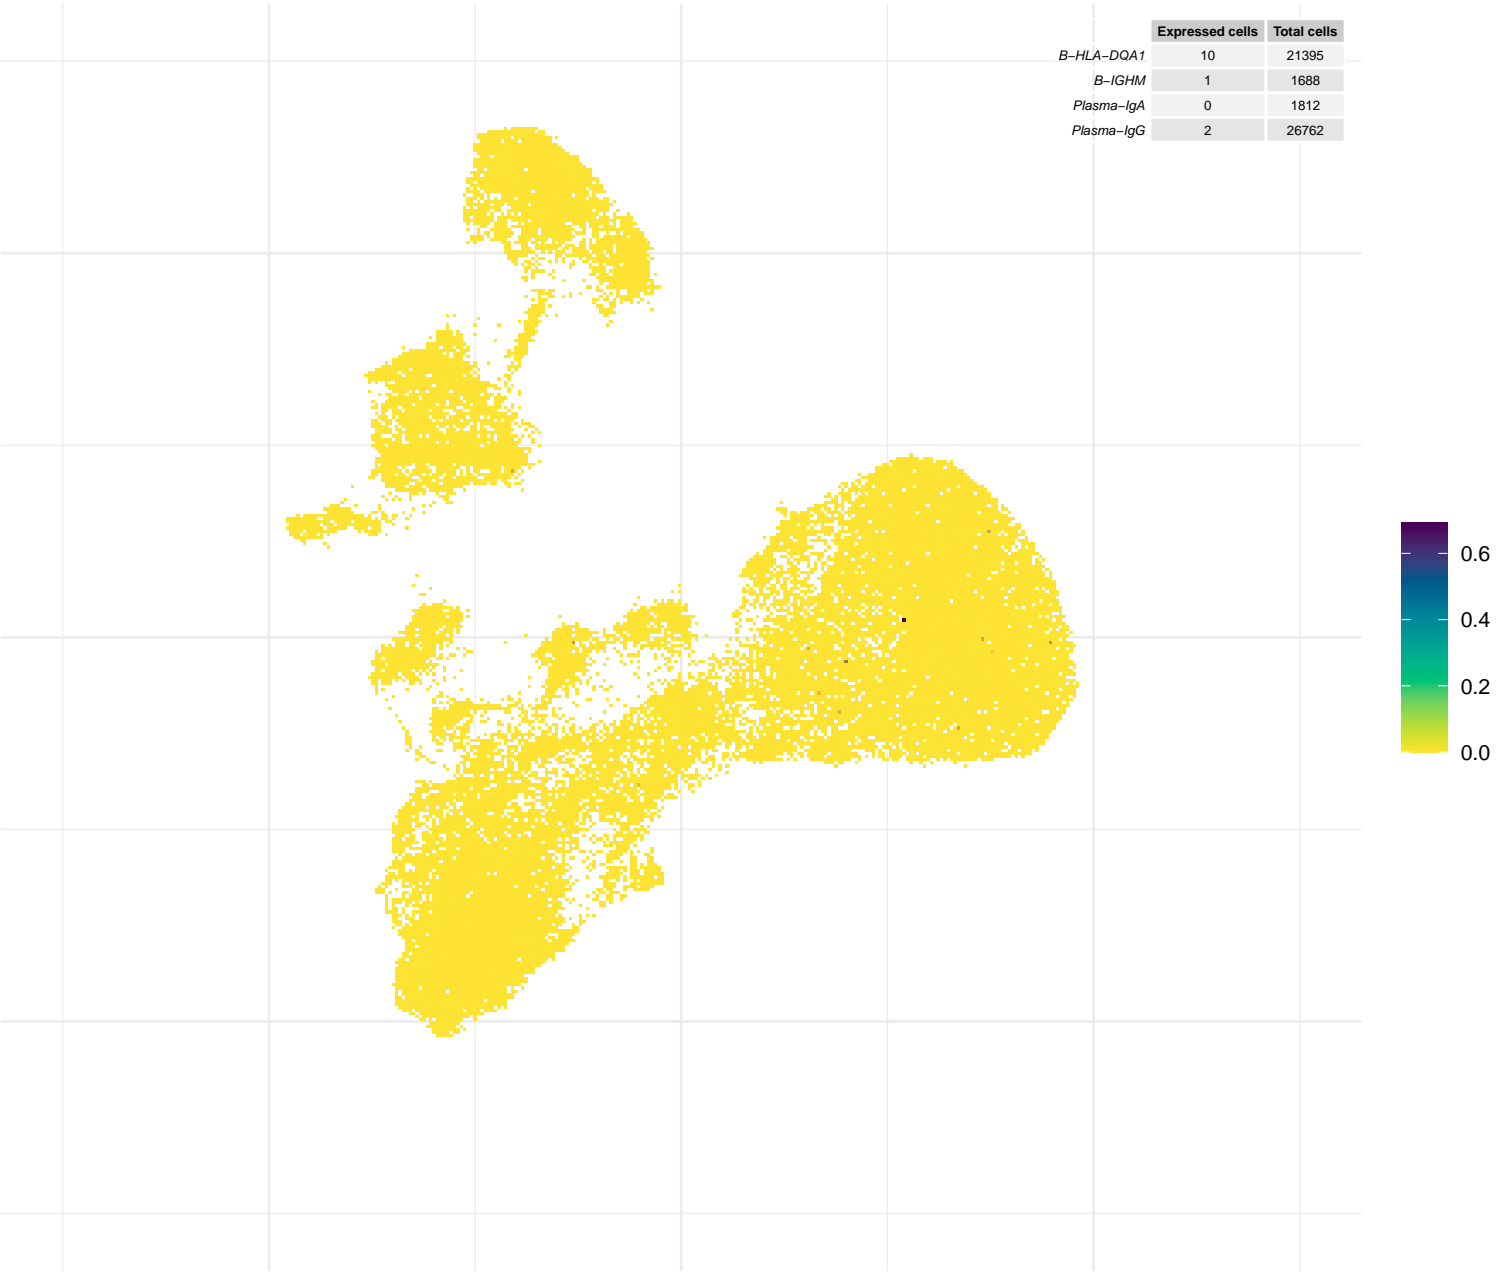 Expressed cells Total cells
B−HLA−DQA1 10 21395
B−IGHM 1 1688
Plasma−IgA 0 1812
Plasma−IgG 2 26762
0.6
0.4
0.2
0.0